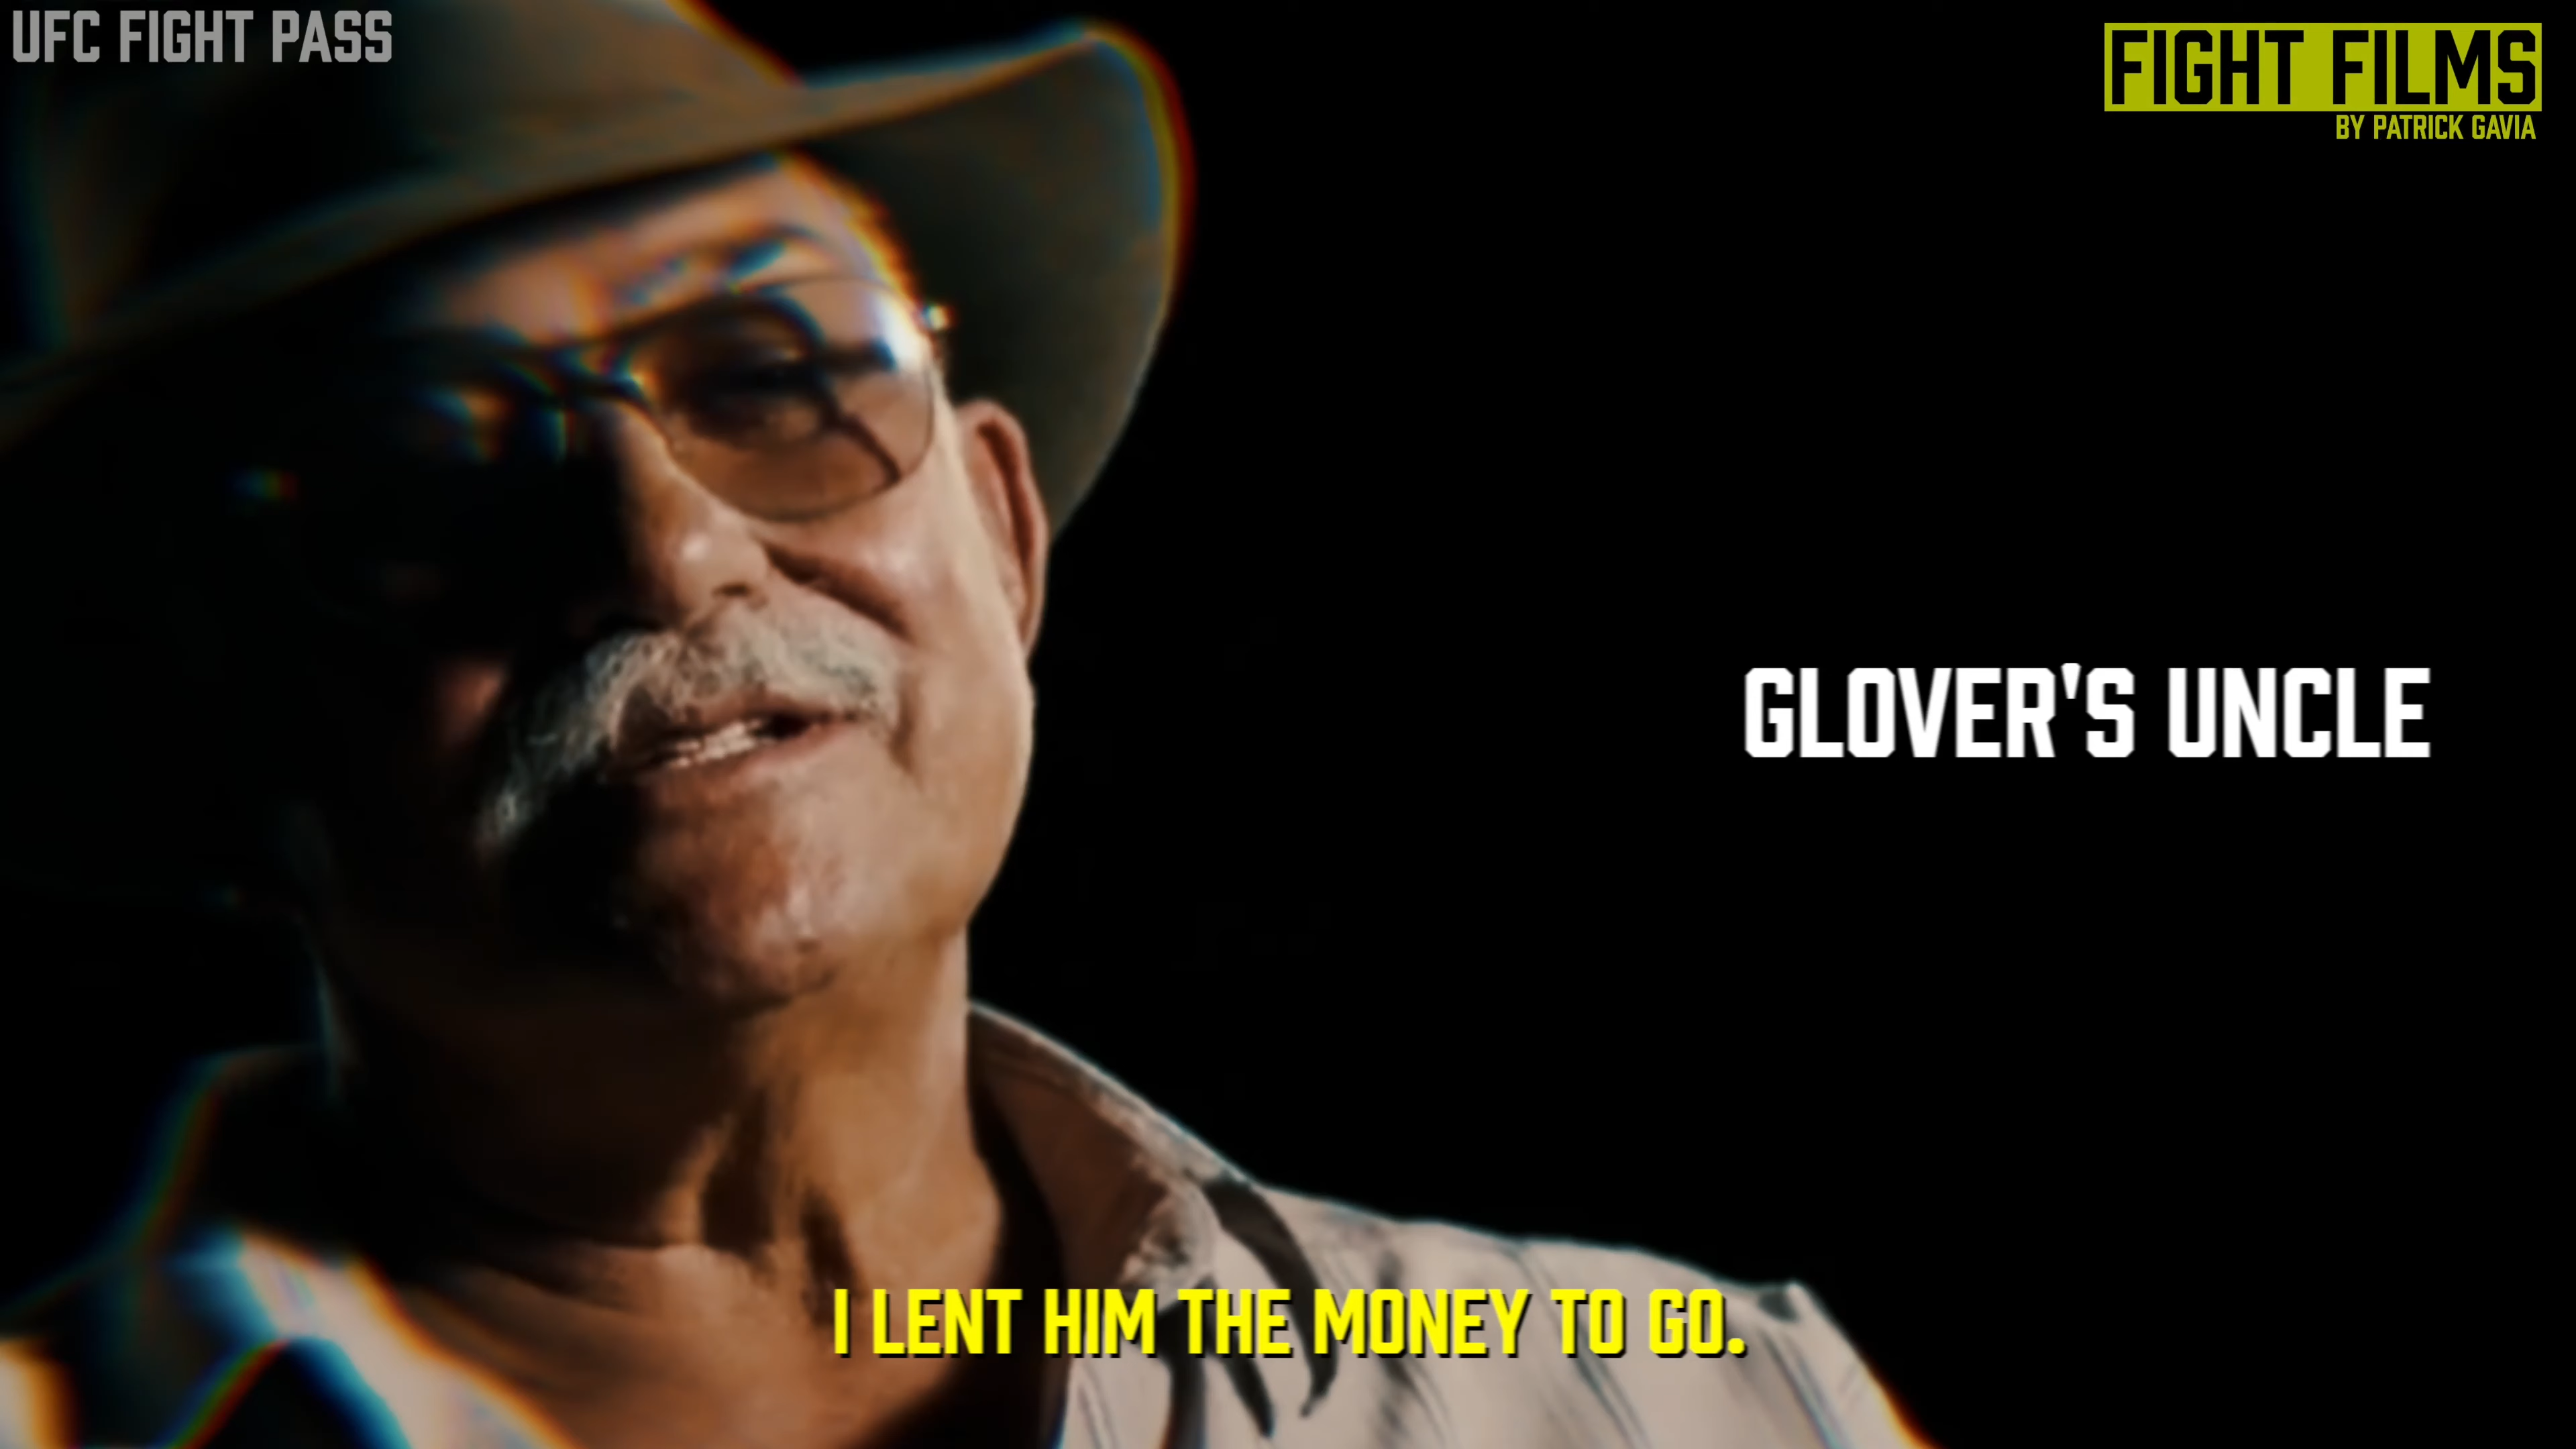 UFC FIGHT PASS
FIGHT FILMS
BY PATRICK GAVIA
GLOVER'S UNCLE
I LENT HIM THE MONEY TO GO.